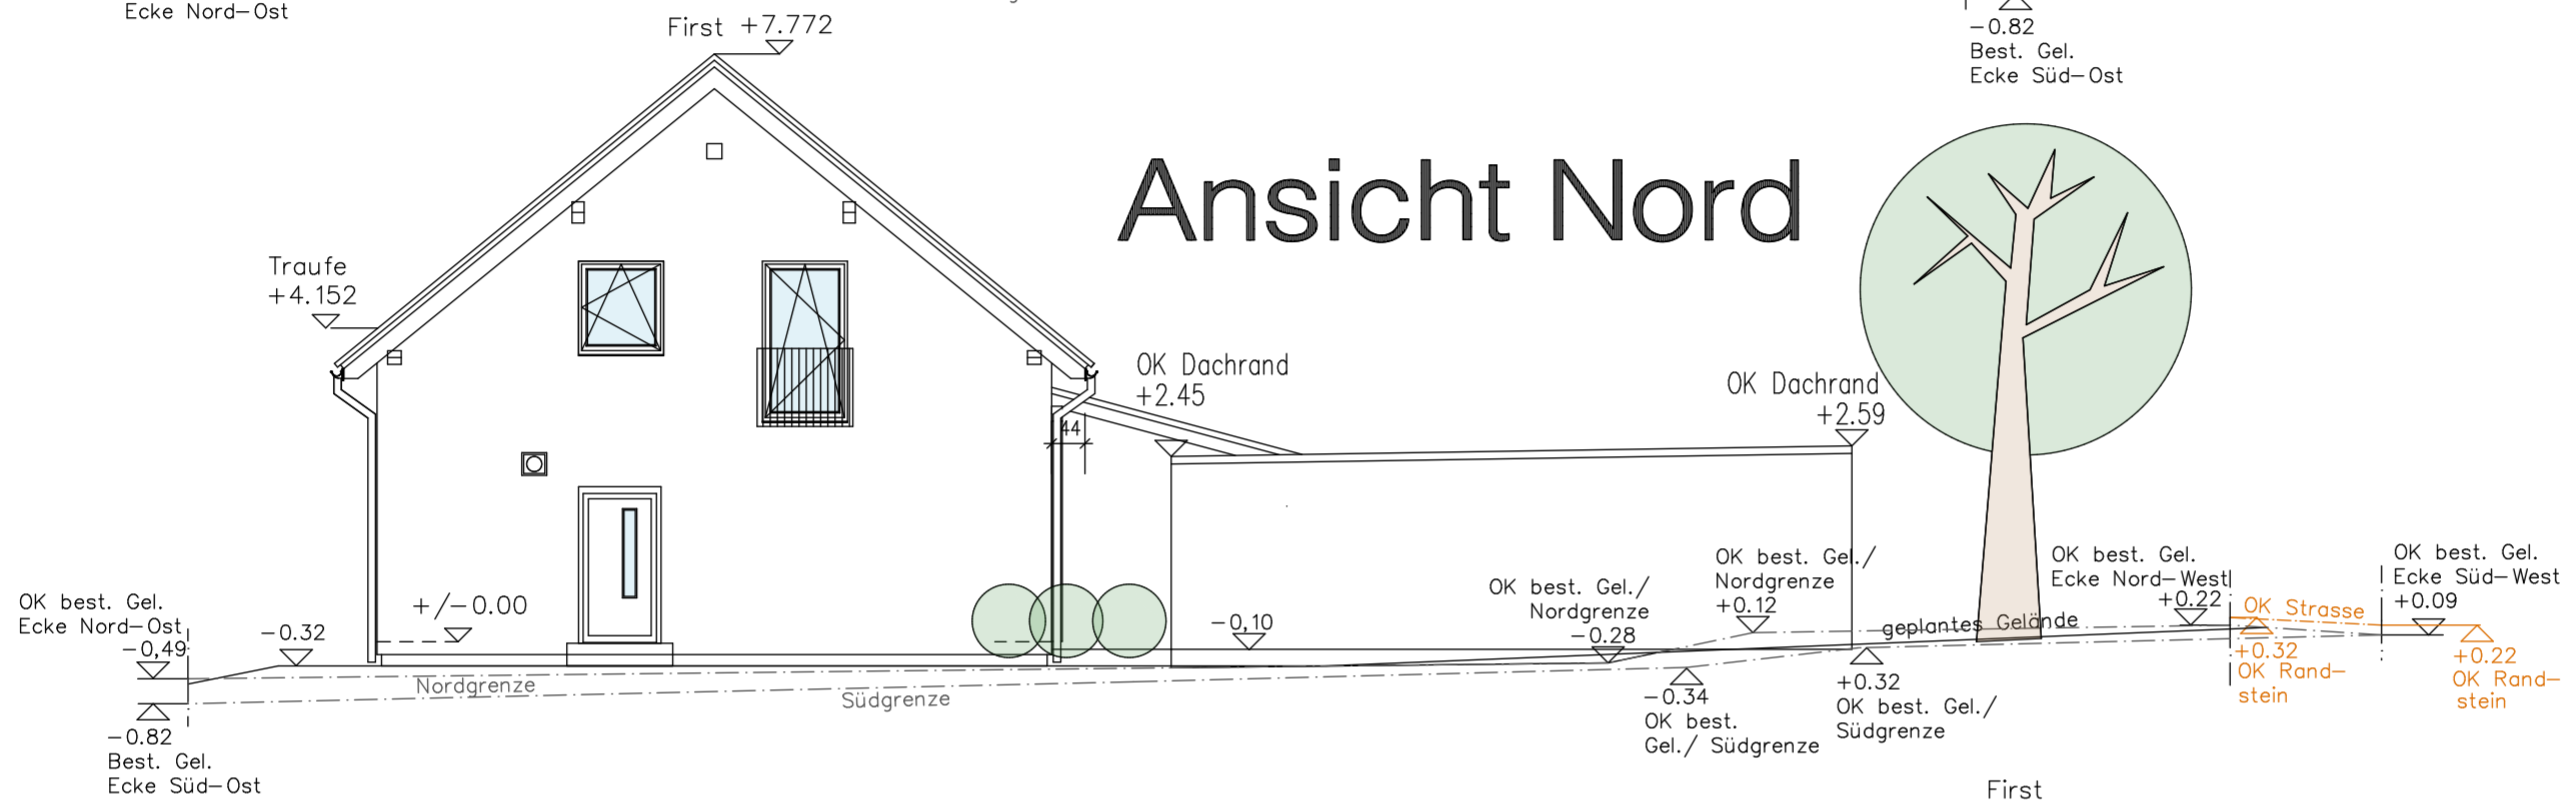 Ecke Nord-Ost
First +7.772
-0.82
Best. Gel.
Ecke Süd-Ost
Ansicht Nord
Traufe
+4.152
OK Dachrand
+2.45
OK Dachrand
+2.59
44
OK best. Gel.
Ecke Nord-Ost
-0,49
-0.32
+/-0.00
-0,10
OK best. Gel./
Nordgrenze
-0.28
OK best. Gel./
Nordgrenze
+0.12
geplantes Gelände
OK best. Gel.
Ecke Nord-West
+0.22
OK Strasse
OK best. Gel.
Ecke Süd-West
+0.09
+0.32
OK Rand-
stein
+0.22
OK Rand-
stein
Nordgrenze
Südgrenze
-0.34
OK best.
Gel./ Südgrenze
+0.32
OK best. Gel./
Südgrenze
-0.82
Best. Gel.
Ecke Süd-Ost
First